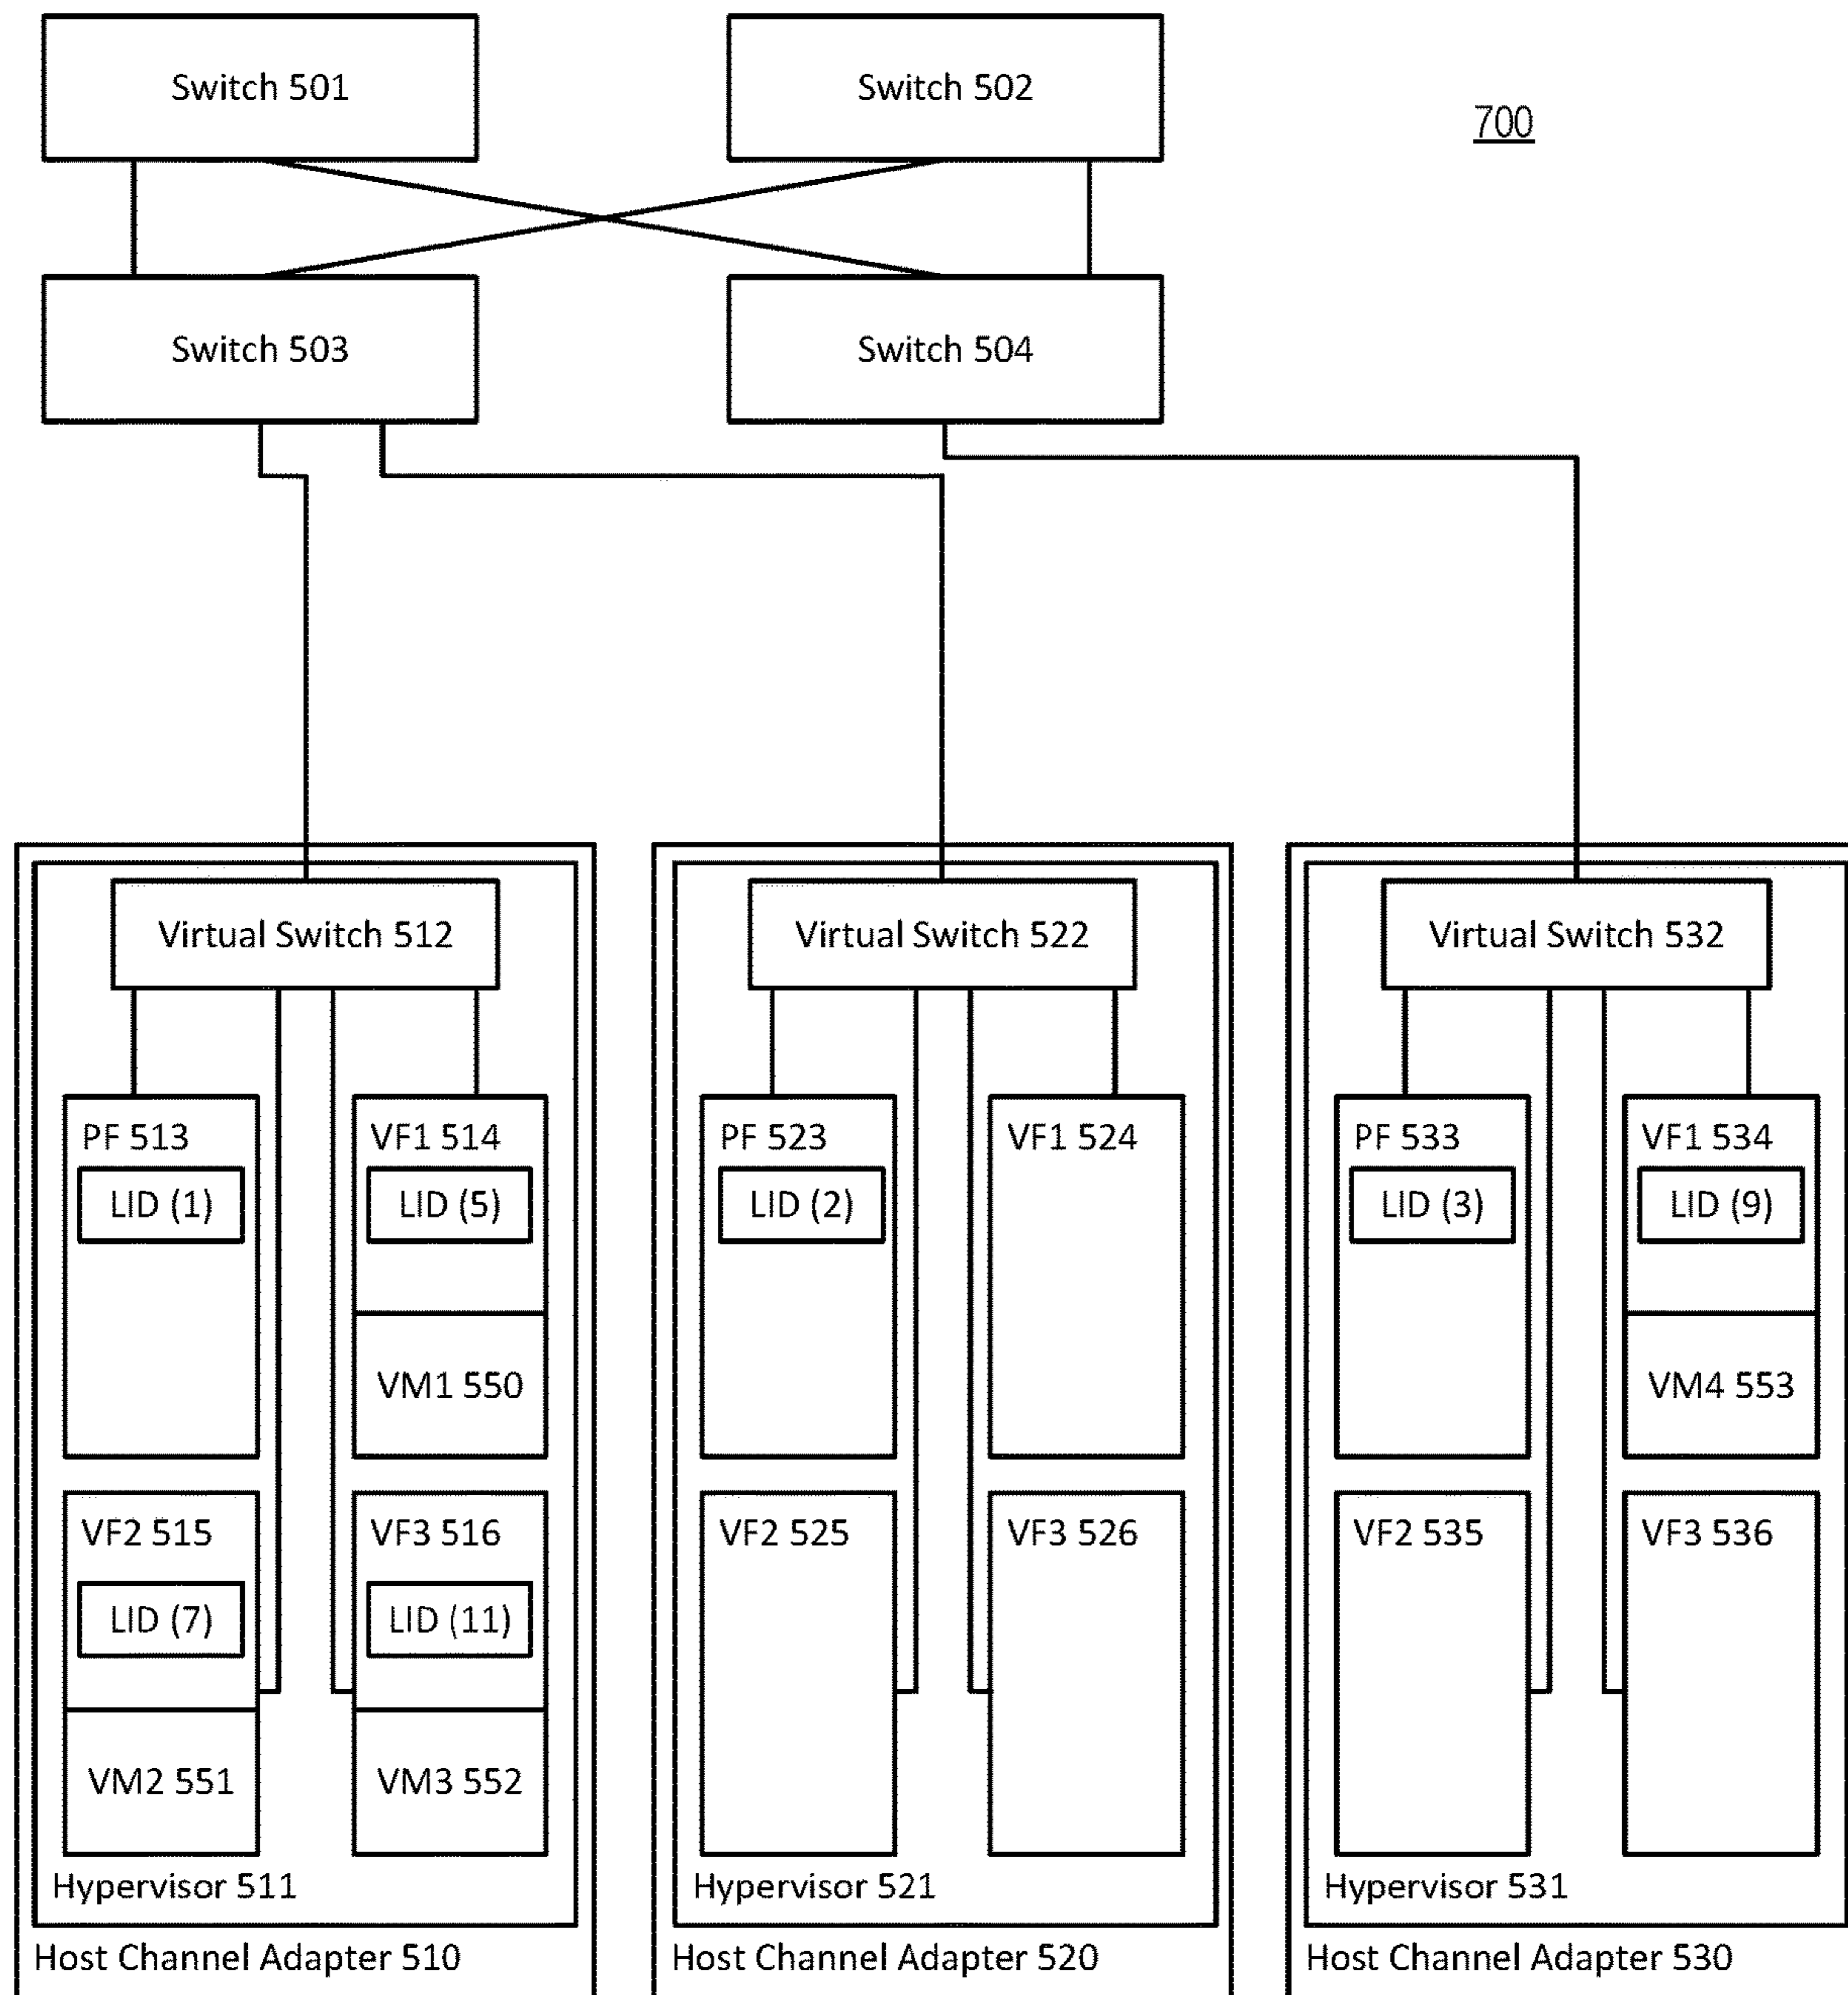 Switch 501
Switch 502
700
Switch 503
Switch 504
Virtual Switch 512
Virtual Switch 522
Virtual Switch 532
PF 513
LID (1)
VF1 514
LID (5)
VM1 550
VF2 515
LID (7)
VM2 551
VF3 516
LID (11)
VM3 552
Hypervisor 511
Host Channel Adapter 510
PF 523
LID (2)
VF1 524
VF2 525
VF3 526
Hypervisor 521
Host Channel Adapter 520
PF 533
LID (3)
VF1 534
LID (9)
VM4 553
VF2 535
VF3 536
Hypervisor 531
Host Channel Adapter 530